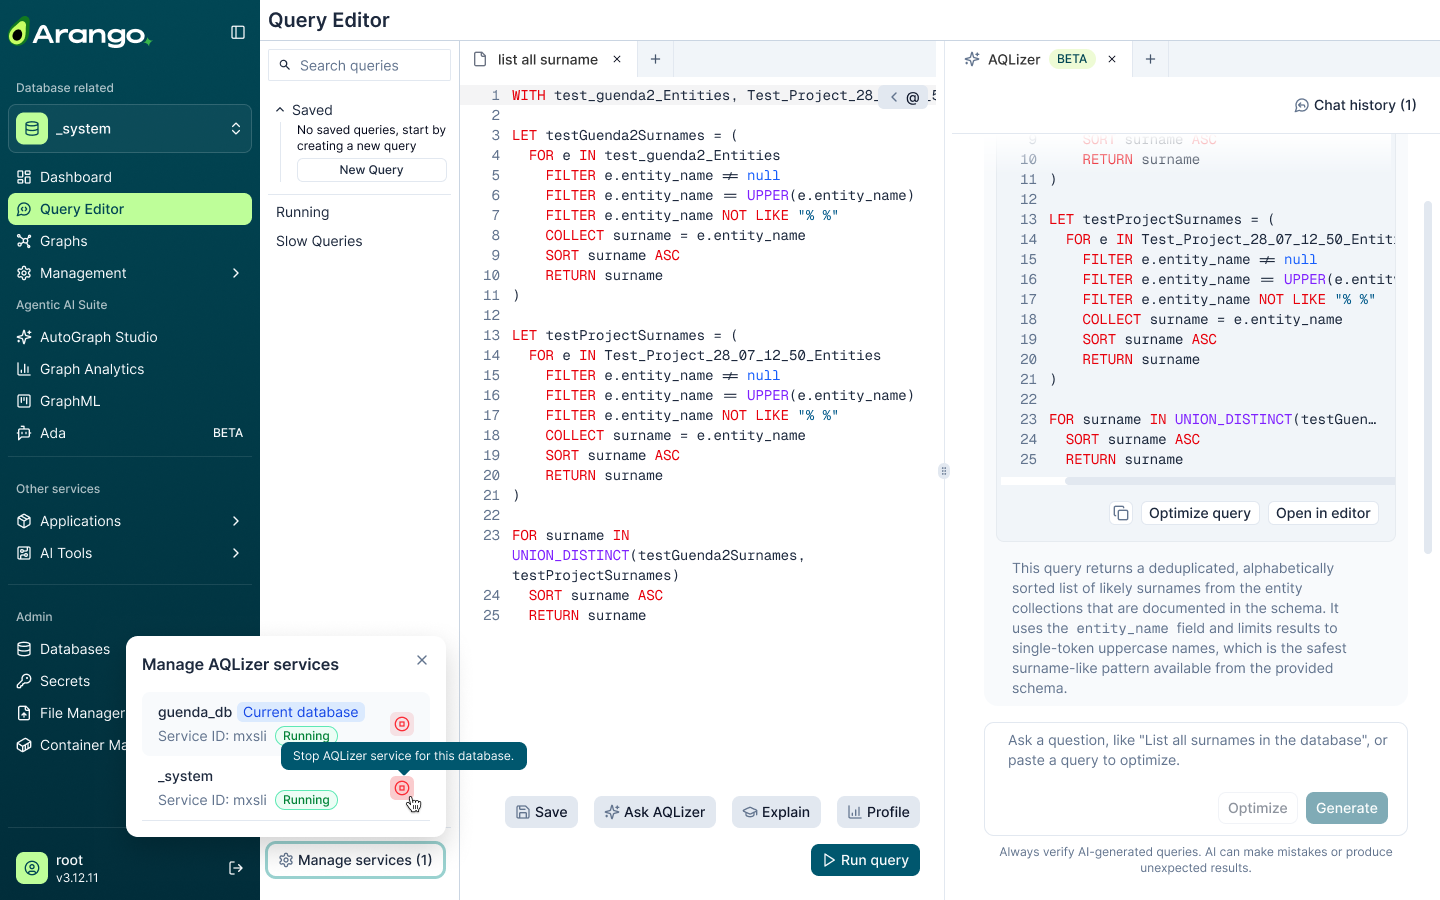 Arango
Database related
_system
Dashboard
Query Editor
Graphs
Management
Agentic AI Suite
AutoGraph Studio
Graph Analytics
GraphML
Ada BETA
Other services
Applications
AI Tools
Admin
Databases
Secrets
File Manager
Container Ma
root
v3.12.11
Query Editor
Search queries
Saved
No saved queries, start by
creating a new query
New Query
Running
Slow Queries
Manage AQLizer services
guenda_db Current database
Service ID: mxsli Running
Stop AQLizer service for this database.
_system
Service ID: mxsli Running
Manage services (1)
list all surname
1 WITH test_guenda2_Entities, Test_Project_28_ 5
@
2
3 LET testGuenda2Surnames = (
4 FOR e IN test_guenda2_Entities
5 FILTER e.entity_name != null
6 FILTER e.entity_name == UPPER(e.entity_name)
7 FILTER e.entity_name NOT LIKE "% %"
8 COLLECT surname = e.entity_name
9 SORT surname ASC
10 RETURN surname
11 )
12
13 LET testProjectSurnames = (
14 FOR e IN Test_Project_28_07_12_50_Entities
15 FILTER e.entity_name != null
16 FILTER e.entity_name == UPPER(e.entity_name)
17 FILTER e.entity_name NOT LIKE "% %"
18 COLLECT surname = e.entity_name
19 SORT surname ASC
20 RETURN surname
21 )
22
23 FOR surname IN
UNION_DISTINCT(testGuenda2Surnames,
testProjectSurnames)
24 SORT surname ASC
25 RETURN surname
Save
Ask AQLizer
Explain
Profile
Run query
AQLizer BETA
Chat history (1)
9 SORT surname ASC
10 RETURN surname
11 )
12
13 LET testProjectSurnames = (
14 FOR e IN Test_Project_28_07_12_50_Entit
15 FILTER e.entity_name != null
16 FILTER e.entity_name == UPPER(e.entit
17 FILTER e.entity_name NOT LIKE "% %"
18 COLLECT surname = e.entity_name
19 SORT surname ASC
20 RETURN surname
21 )
22
23 FOR surname IN UNION_DISTINCT(testGuen…
24 SORT surname ASC
25 RETURN surname
Optimize query
Open in editor
This query returns a deduplicated, alphabetically
sorted list of likely surnames from the entity
collections that are documented in the schema. It
uses the entity_name field and limits results to
single-token uppercase names, which is the safest
surname-like pattern available from the provided
schema.
Ask a question, like "List all surnames in the database", or
paste a query to optimize.
Optimize
Generate
Always verify AI-generated queries. AI can make mistakes or produce
unexpected results.